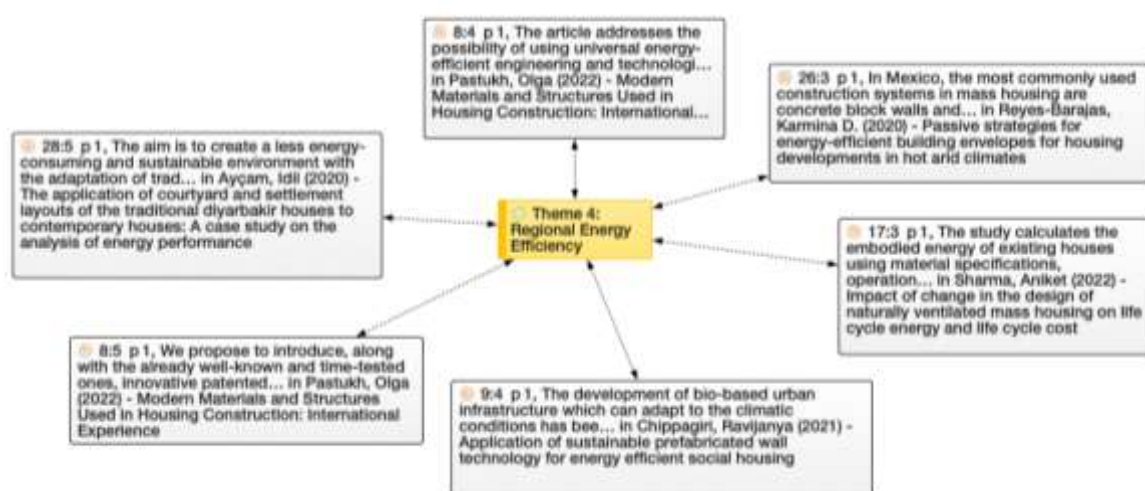 8:4 p 1, The article addresses the
possibility of using universal energy-
efficient engineering and technologi...
in Pastukh, Olga (2022) - Modern
Materials and Structures Used in
Housing Construction: International...
26:3 p 1, In Mexico, the most commonly used
construction systems in mass housing are
concrete block walls and... in Reyes-Barajas,
Karmina D. (2020) - Passive strategies for
energy-efficient building envelopes for housing
developments in hot arid climates
28:5 p 1, The aim is to create a less energy-
consuming and sustainable environment with
the adaptation of trad... in Ayçam, Idil (2020) -
The application of courtyard and settlement
layouts of the traditional diyarbakir houses to
contemporary houses: A case study on the
analysis of energy performance
Theme 4:
Regional Energy
Efficiency
17:3 p 1, The study calculates the
embodied energy of existing houses
using material specifications,
operation... in Sharma, Aniket (2022) -
Impact of change in the design of
naturally ventilated mass housing on life
cycle energy and life cycle cost
8:5 p 1, We propose to introduce, along
with the already well-known and time-tested
ones, innovative patented... in Pastukh, Olga
(2022) - Modern Materials and Structures
Used in Housing Construction: International
Experience
9:4 p 1, The development of bio-based urban
infrastructure which can adapt to the climatic
conditions has bee... in Chippagiri, Ravijanya (2021) -
Application of sustainable prefabricated wall
technology for energy efficient social housing